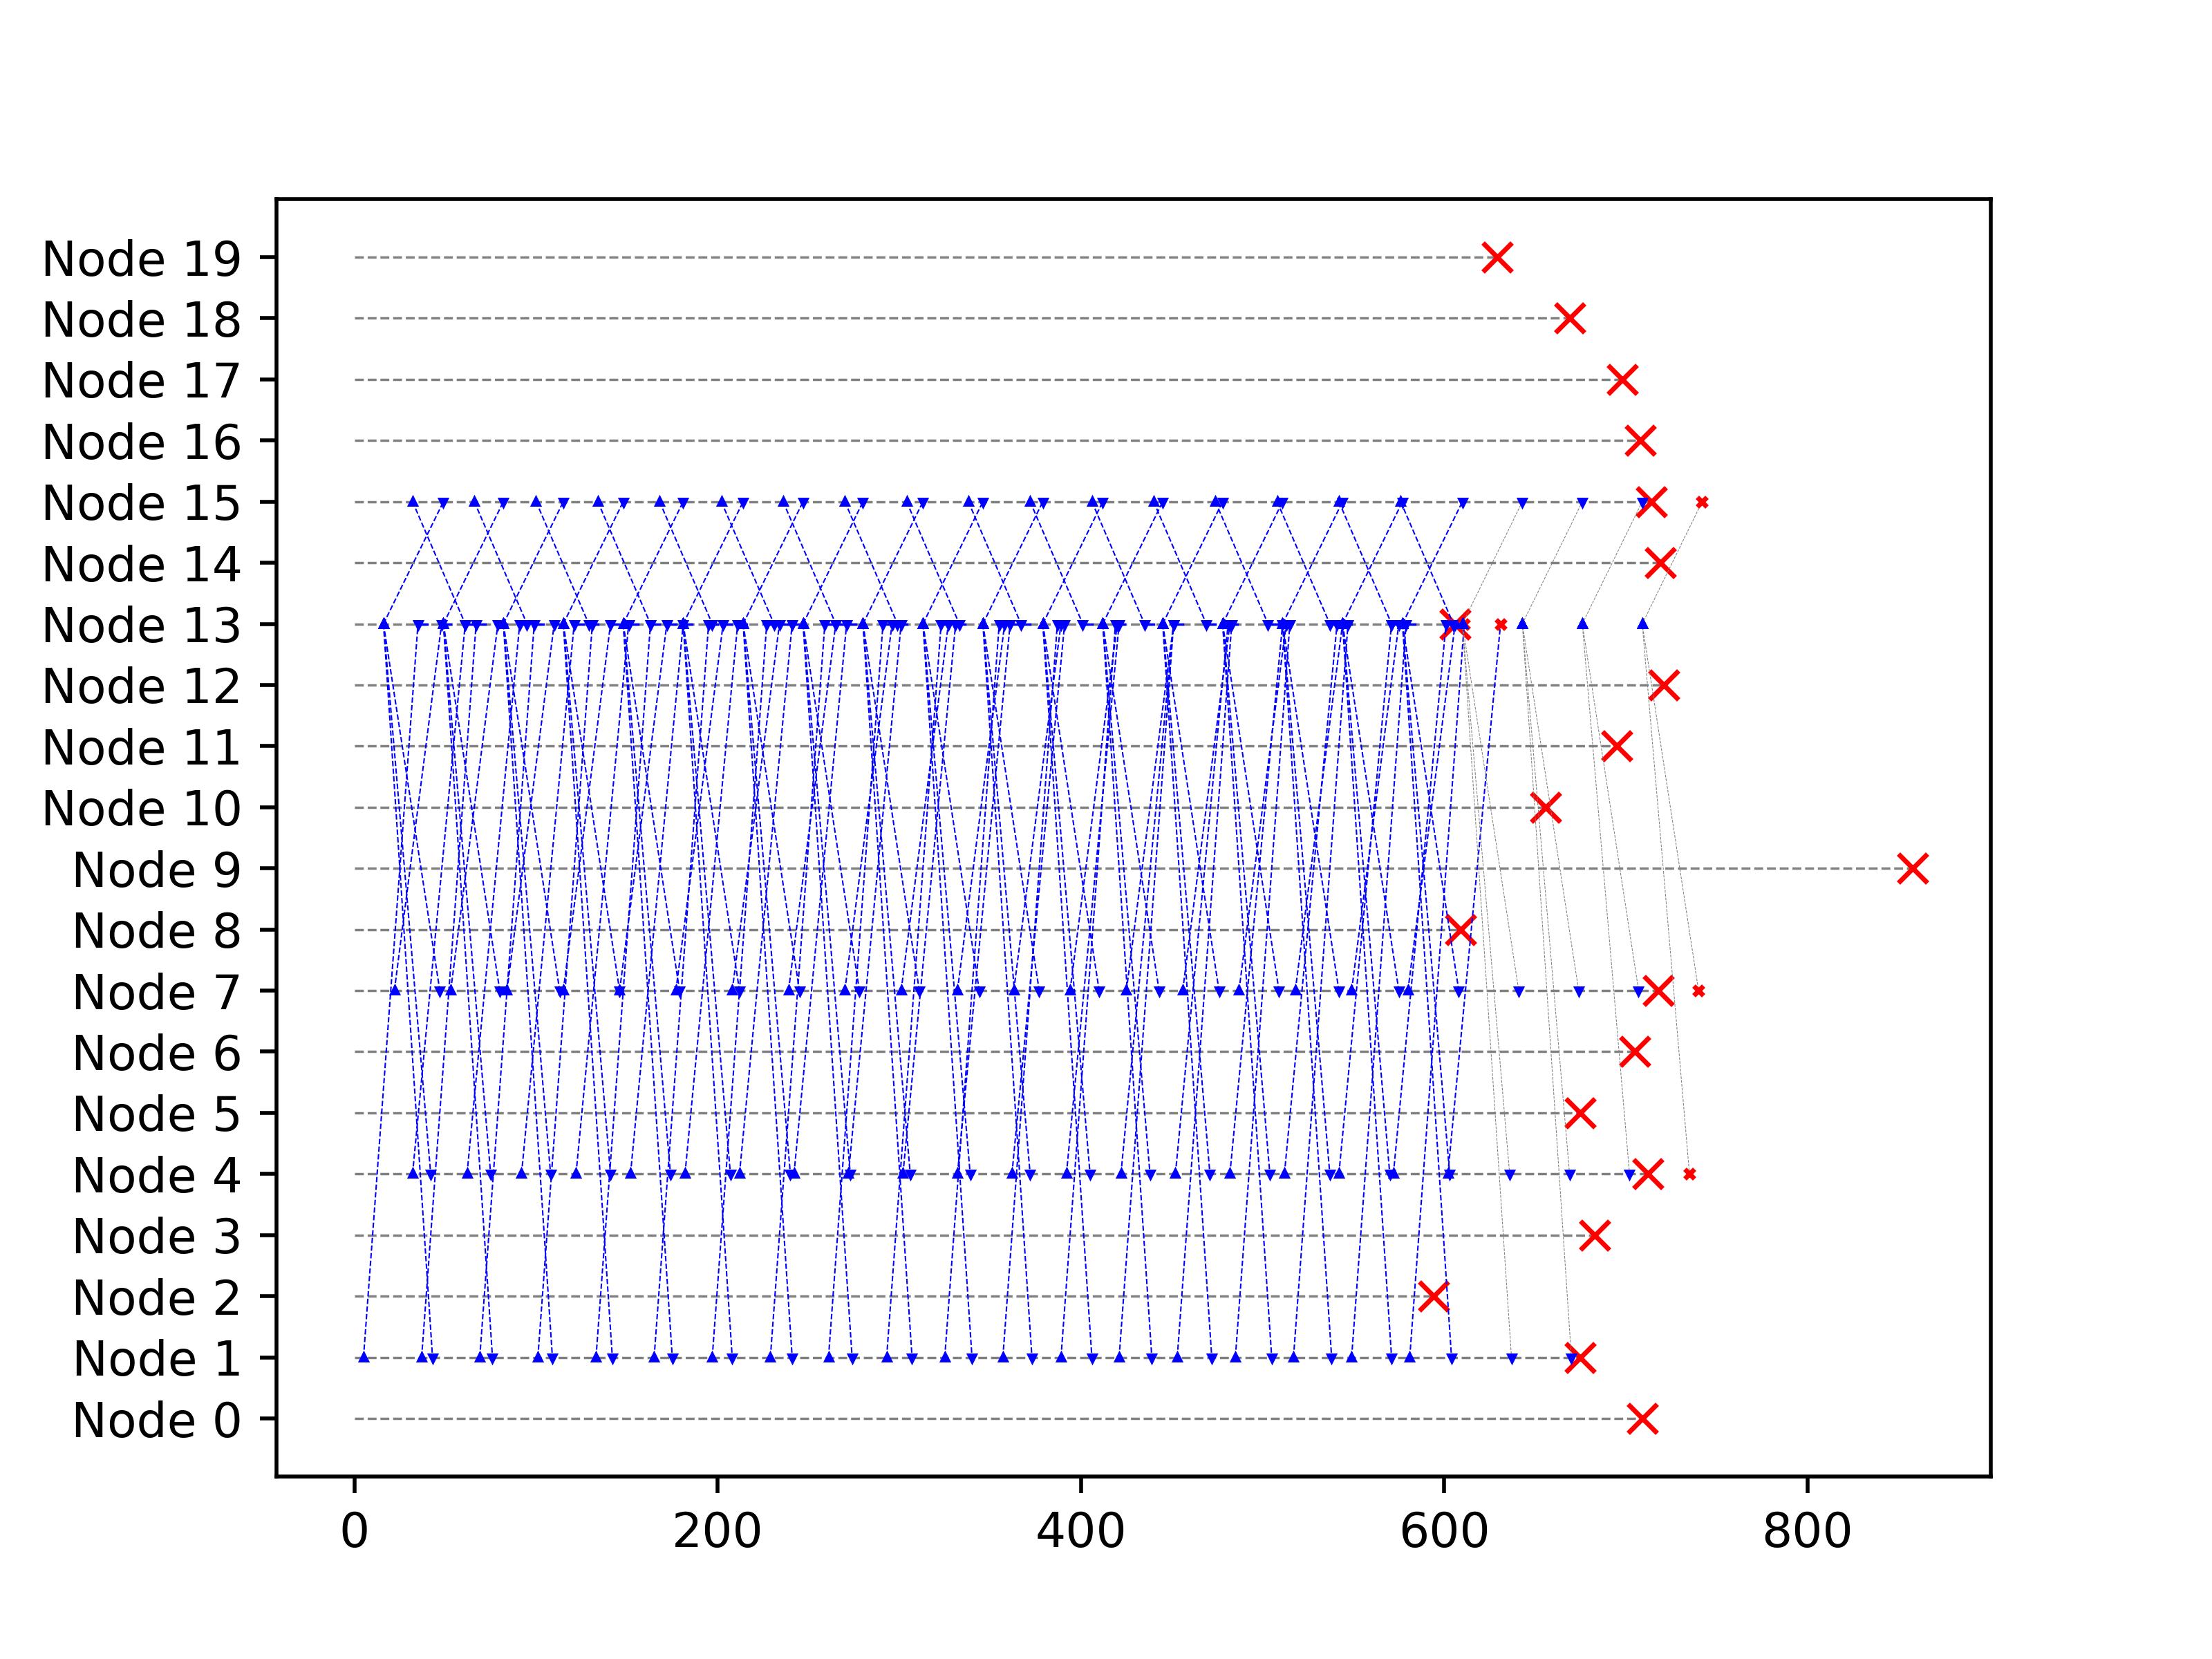 Node 19
Node 18
Node 17
Node 16
Node 15
Node 14
Node 13
Node 12
Node 11
Node 10
Node 9
Node 8
Node 7
Node 6
Node 5
Node 4
Node 3
Node 2
Node 1
Node 0
0 200 400 600 800